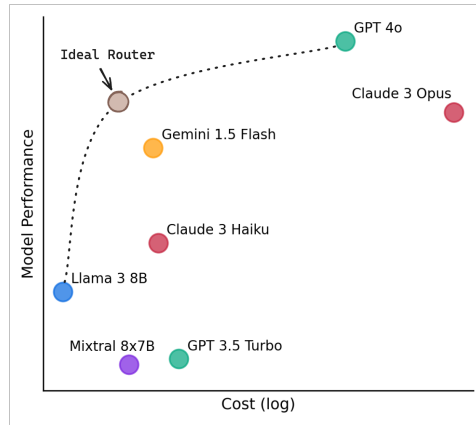 GPT 4o
Ideal Router
Claude 3 Opus
Gemini 1.5 Flash
Claude 3 Haiku
Llama 3 8B
Mixtral 8x7B
GPT 3.5 Turbo
Model Performance
Cost (log)